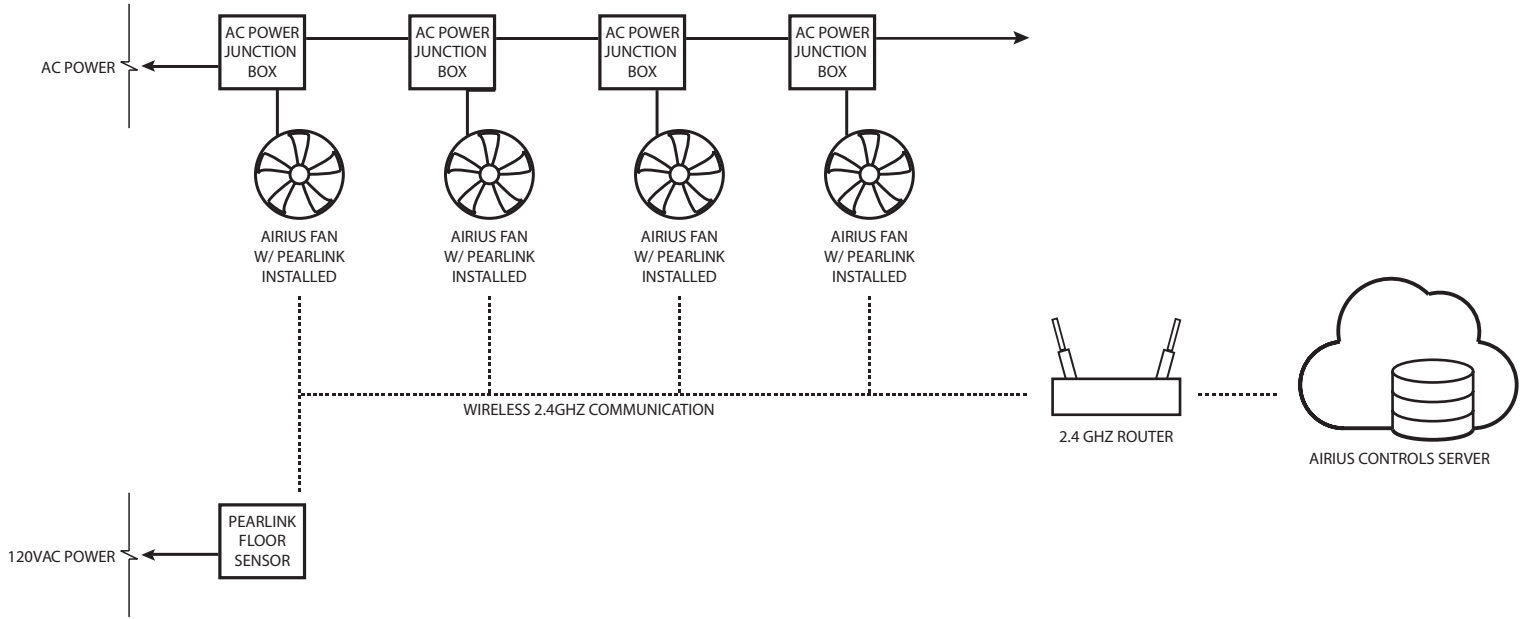 AC POWER
AC POWER
JUNCTION
BOX
AC POWER
JUNCTION
BOX
AC POWER
JUNCTION
BOX
AC POWER
JUNCTION
BOX
AIRIUS FAN
W/ PEARLINK
INSTALLED
AIRIUS FAN
W/ PEARLINK
INSTALLED
AIRIUS FAN
W/ PEARLINK
INSTALLED
AIRIUS FAN
W/ PEARLINK
INSTALLED
WIRELESS 2.4GHZ COMMUNICATION
2.4 GHZ ROUTER
AIRIUS CONTROLS SERVER
120VAC POWER
PEARLINK
FLOOR
SENSOR